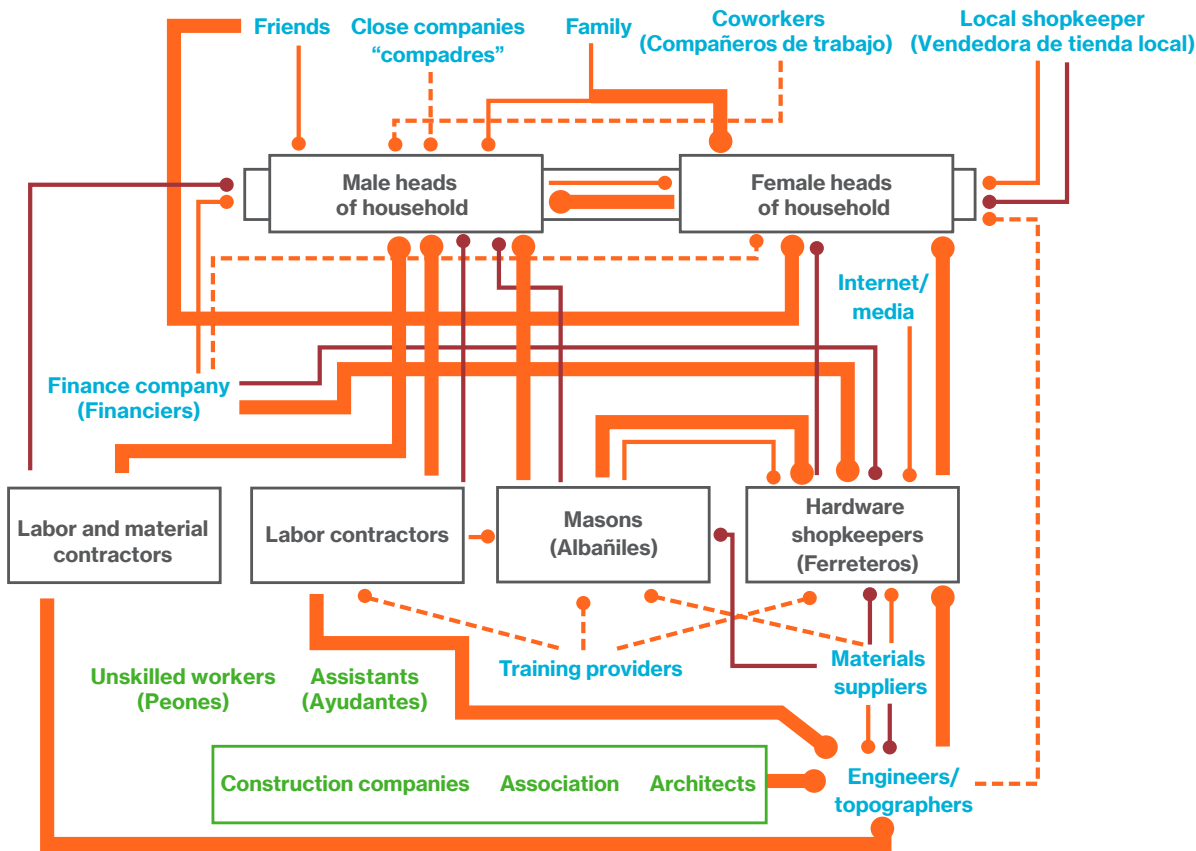 Friends
Close companies
“compadres”
Family
Coworkers
(Compañeros de trabajo)
Local shopkeeper
(Vendedora de tienda local)
Male heads
of household
Female heads
of household
Internet/
media
Finance company
(Financiers)
Labor and material
contractors
Labor contractors
Masons
(Albañiles)
Hardware
shopkeepers
(Ferreteros)
Unskilled workers
(Peones)
Assistants
(Ayudantes)
Training providers
Materials
suppliers
Construction companies
Association
Architects
Engineers/
topographers